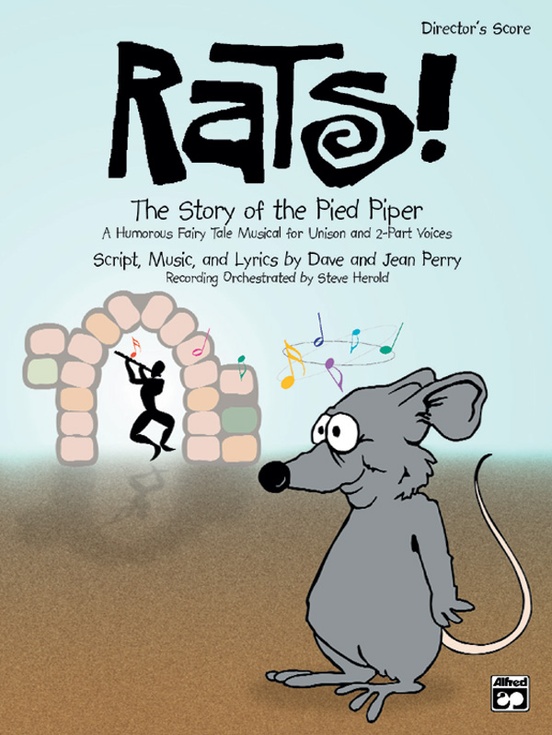 Director's Score
RATS!
The Story of the Pied Piper
A Humorous Fairy Tale Musical for Unison and 2-Part Voices
Script, Music, and Lyrics by Dave and Jean Perry
Recording Orchestrated by Steve Herold
Alfred